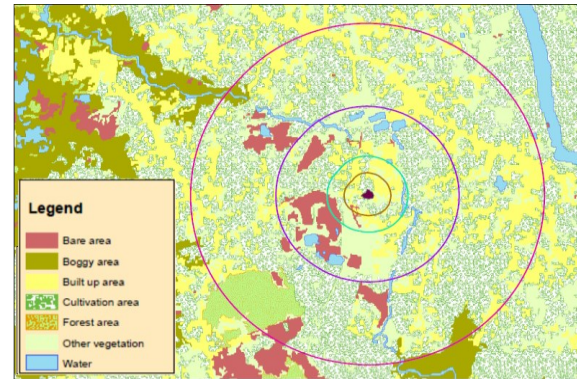 Legend
Bare area
Boggy area
Built up area
Cultivation area
Forest area
Other vegetation
Water